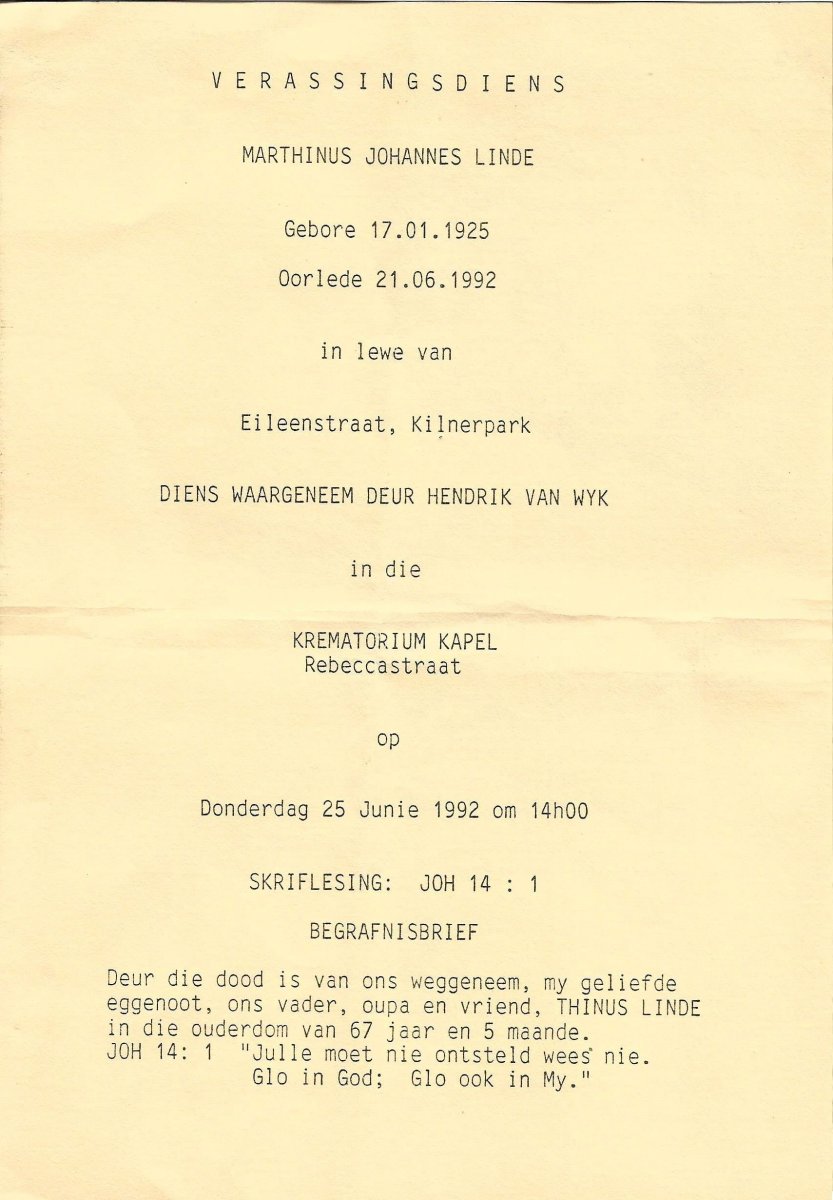 VERASSINGSDIENS
MARTHINUS JOHANNES LINDE
Gebore 17.01.1925
Oorlede 21.06.1992
in lewe van
Eileenstraat, Kilnerpark
DIENS WAARGENEEM DEUR HENDRIK VAN WYK
in die
KREMATORIUM KAPEL
Rebeccastraat
op
Donderdag 25 Junie 1992 om 14h00
SKRIFLESING: JOH 14 : 1
BEGRAFNISBRIEF
Deur die dood is van ons weggeneem, my geliefde
eggenoot, ons vader, oupa en vriend, THINUS LINDE
in die ouderdom van 67 jaar en 5 maande.
JOH 14: 1 "Julle moet nie ontsteld wees nie.
Glo in God; Glo ook in My."